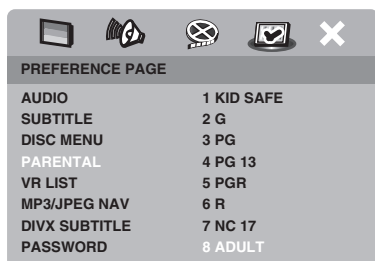 PREFERENCE PAGE
AUDIO 1 KID SAFE
SUBTITLE 2 G
DISC MENU 3 PG
PARENTAL 4 PG 13
VR LIST 5 PGR
MP3/JPEG NAV 6 R
DIVX SUBTITLE 7 NC 17
PASSWORD 8 ADULT